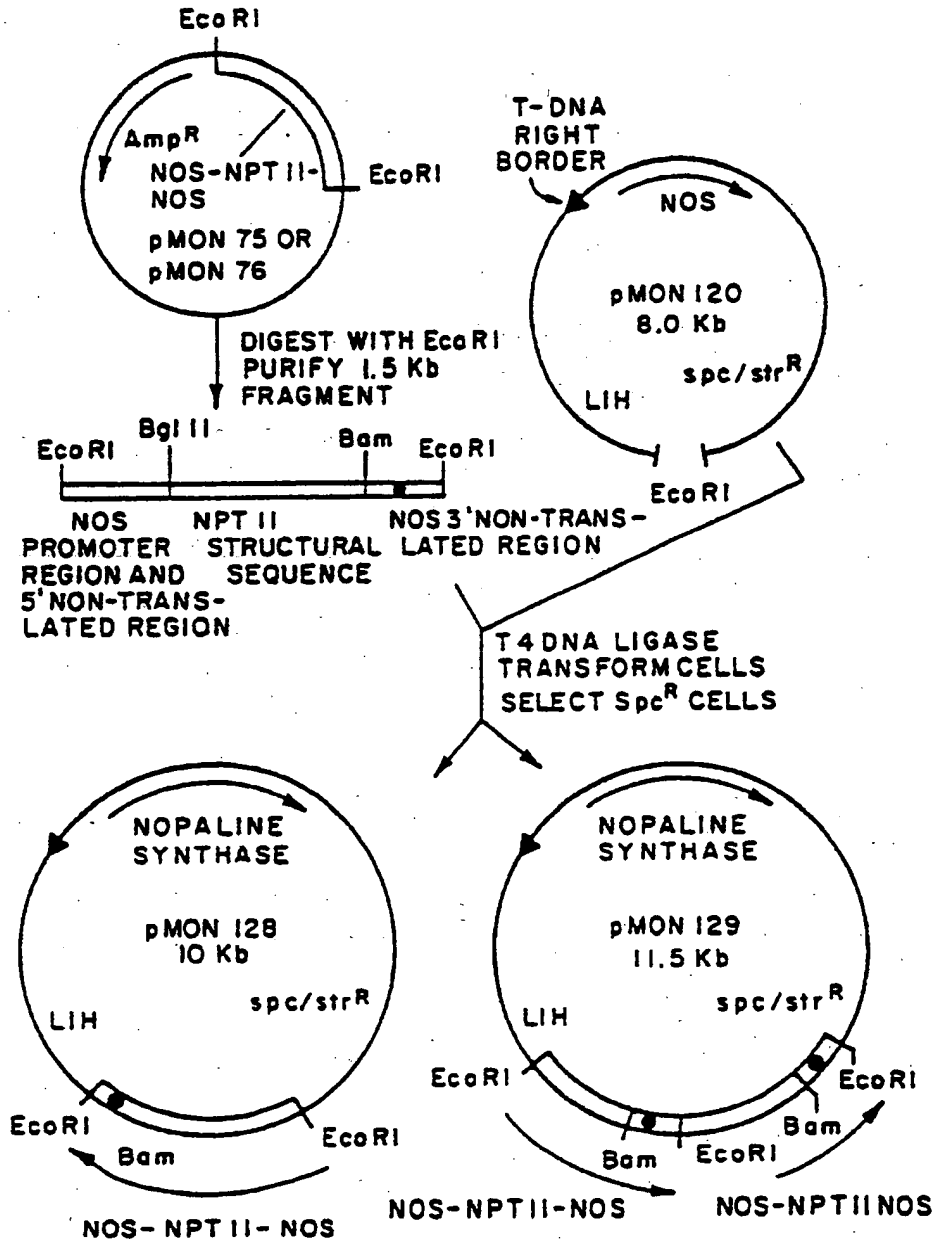 EcoRI
AmpR
NOS-NPT II-
NOS
EcoRI
pMON 75 OR
pMON 76
T-DNA
RIGHT
BORDER
NOS
pMON 120
8.0 Kb
spc/strR
LIH
EcoRI
DIGEST WITH EcoRI
PURIFY 1.5 Kb
FRAGMENT
EcoRI
Bgl II
Bam
EcoRI
NOS
PROMOTER
REGION AND
5'NON-TRANS-
LATED REGION
NPT II
STRUCTURAL
SEQUENCE
NOS 3'NON-TRANS-
LATED REGION
T4 DNA LIGASE
TRANSFORM CELLS
SELECT SpcR CELLS
NOPALINE
SYNTHASE
pMON 128
10 Kb
spc/strR
LIH
EcoRI
Bam
EcoRI
NOS-NPT II-NOS
NOPALINE
SYNTHASE
pMON 129
11.5 Kb
spc/strR
LIH
EcoRI
Bam
EcoRI
Bam
EcoRI
NOS-NPT II-NOS
NOS-NPT II NOS